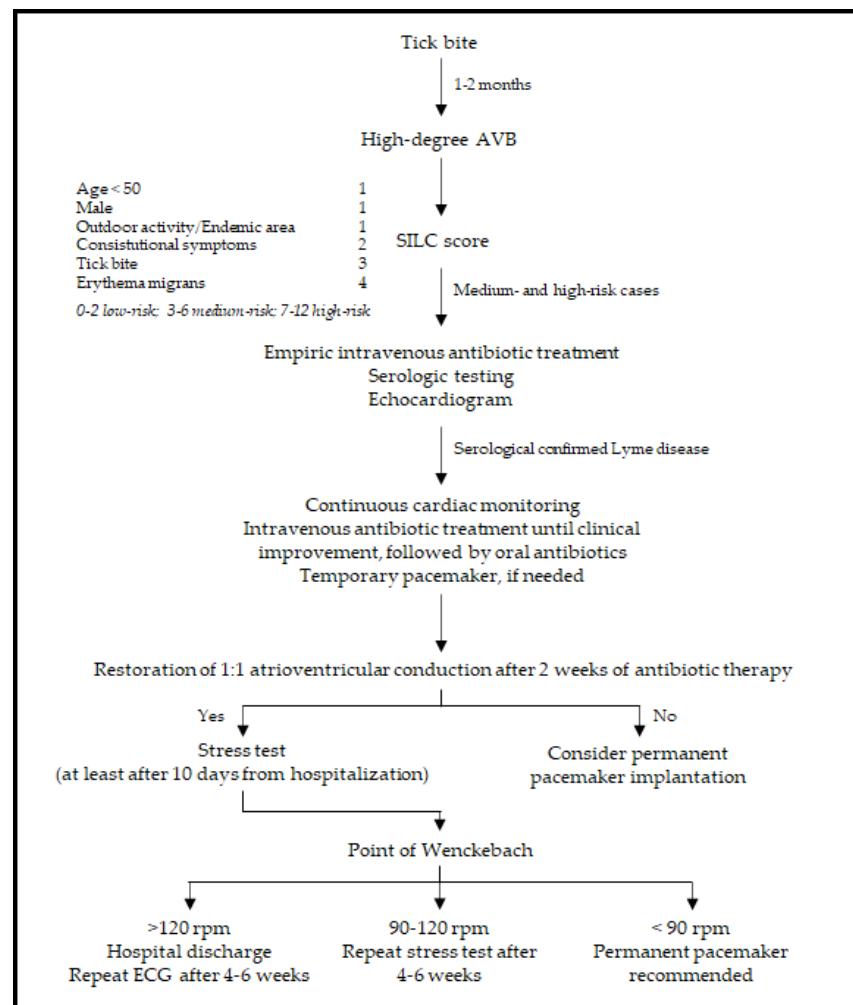 Tick bite
1-2 months
High-degree AVB
Age < 50 1
Male 1
Outdoor activity/Endemic area 1
Consistutional symptoms 2
Tick bite 3
Erythema migrans 4
0-2 low-risk; 3-6 medium-risk; 7-12 high-risk
SILC score
Medium- and high-risk cases
Empiric intravenous antibiotic treatment
Serologic testing
Echocardiogram
Serological confirmed Lyme disease
Continuous cardiac monitoring
Intravenous antibiotic treatment until clinical
improvement, followed by oral antibiotics
Temporary pacemaker, if needed
Restoration of 1:1 atrioventricular conduction after 2 weeks of antibiotic therapy
Yes
No
Stress test
(at least after 10 days from hospitalization)
Consider permanent
pacemaker implantation
Point of Wenckebach
>120 rpm
Hospital discharge
Repeat ECG after 4-6 weeks
90-120 rpm
Repeat stress test after
4-6 weeks
< 90 rpm
Permanent pacemaker
recommended